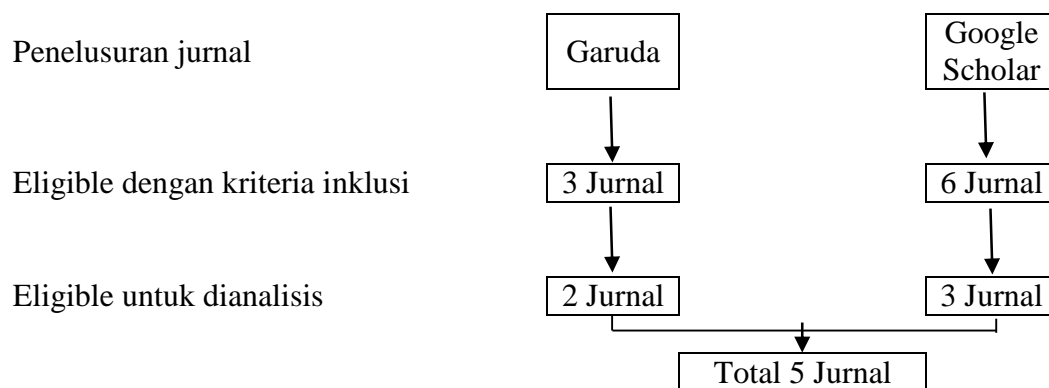 Penelusuran jurnal
Garuda
Google
Scholar
Eligible dengan kriteria inklusi
3 Jurnal
6 Jurnal
Eligible untuk dianalisis
2 Jurnal
3 Jurnal
Total 5 Jurnal